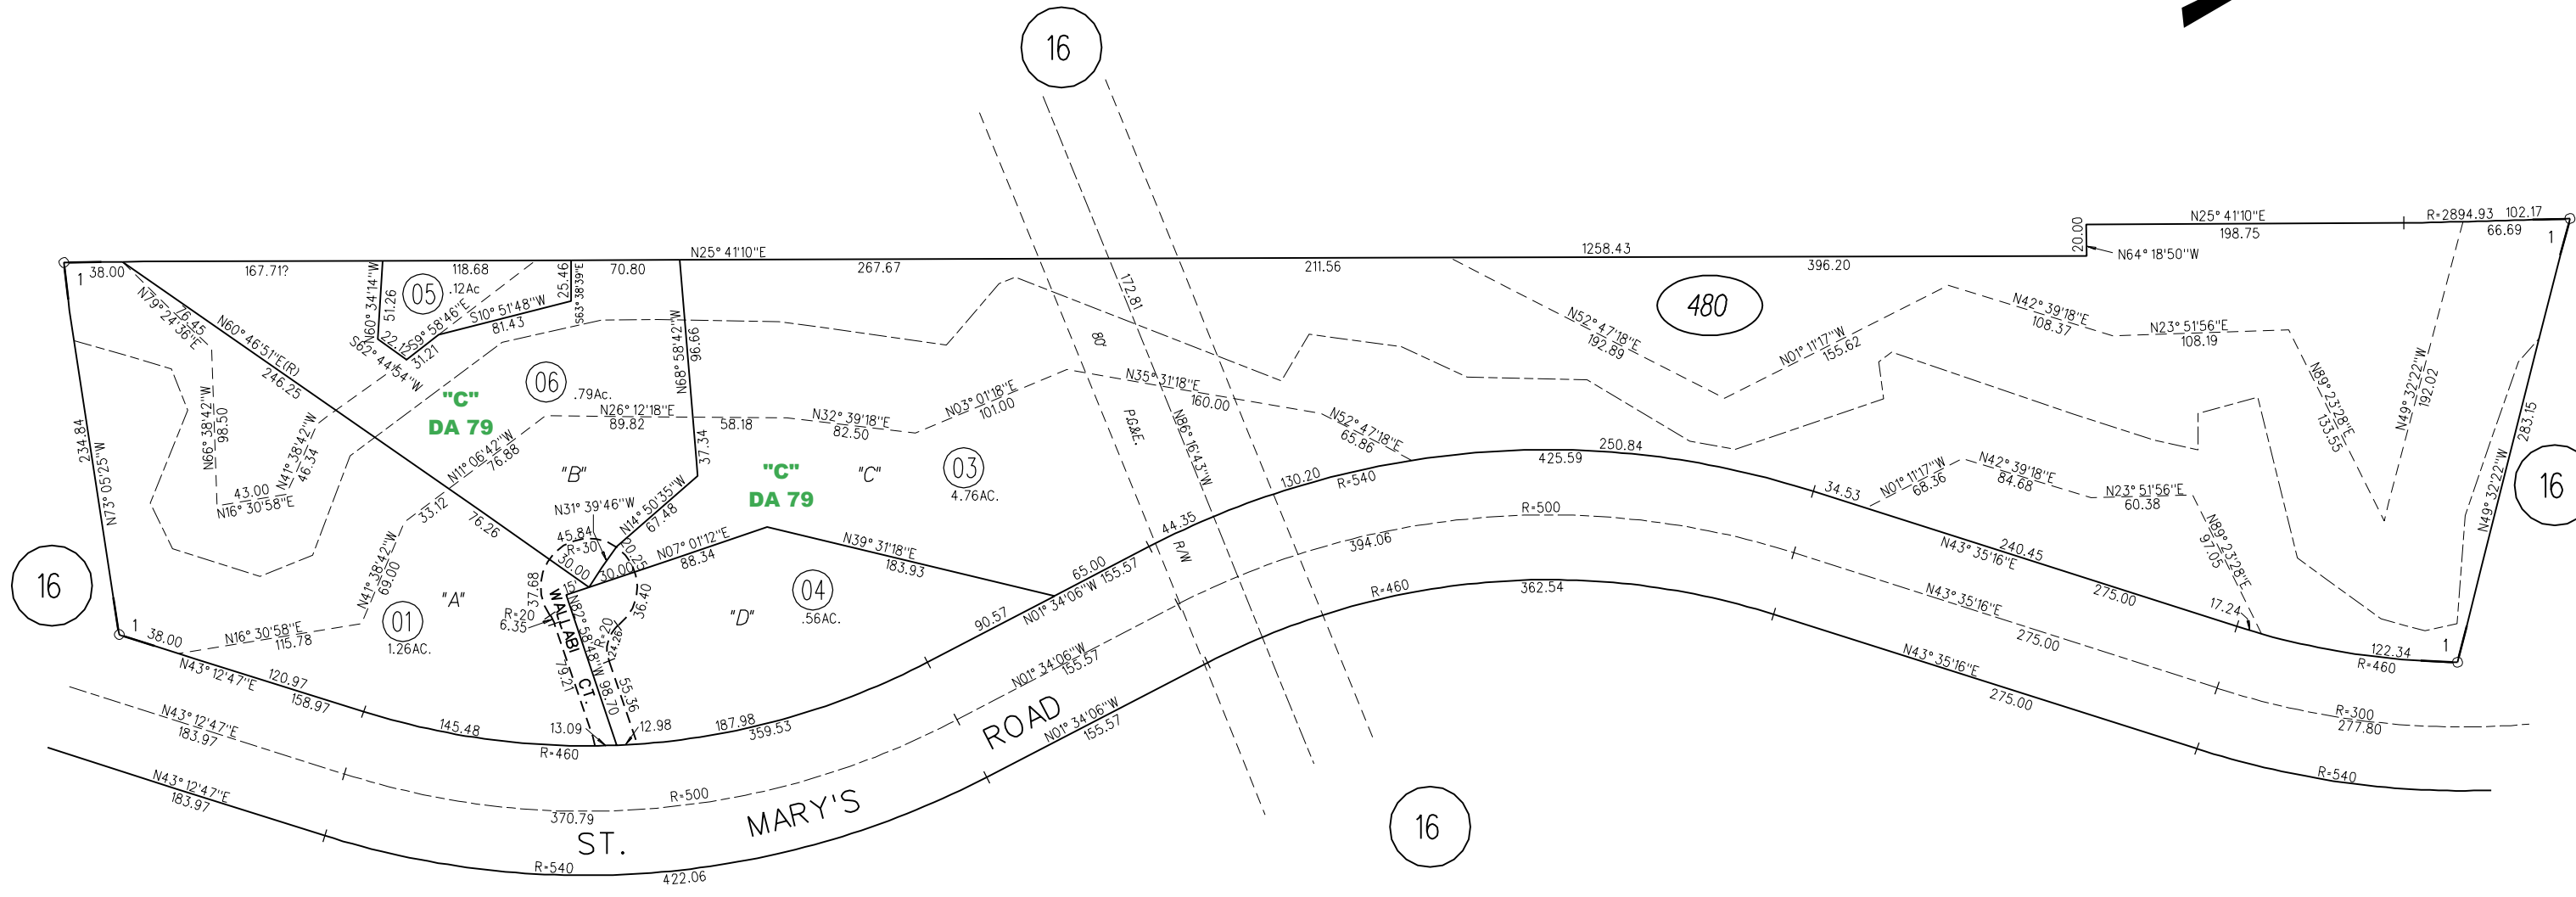 16
N25° 41'10"E
R=2894.93 102.17
198.75
66.69
20.00
N64° 18'50"W
1
38.00
167.71?
118.68
25.46
70.80
N25° 41'10"E
267.67
211.56
1258.43
396.20
1
480
05
.12Ac
N60° 34'14"W
51.26
22.12
S62° 44'54"W
S9° 58'46"E
31.21
S10° 51'48"W
81.43
S63° 38'39"E
N79° 24'36"E
76.45
N60° 46'51"E(R)
246.25
N66° 38'42"W
98.50
43.00
N16° 30'58"E
N41° 38'42"W
46.34
234.84
N73° 05'25"W
06
.79Ac.
"C"
DA 79
N26° 12'18"E
89.82
58.18
N68° 58'42"W
96.66
37.34
N11° 06'42"W
76.88
33.12
"B"
N32° 39'18"E
82.50
N03° 01'18"E
101.00
N35° 31'18"E
160.00
N52° 47'18"E
65.86
172.81
80'
P.G.&E.
N86° 16'43"W
R/W
"C"
DA 79
"C"
03
4.76AC.
N52° 47'18"E
192.89
N01° 11'17"W
155.62
N42° 39'18"E
108.37
N23° 51'56"E
108.19
N89° 23'28"E
133.55
N49° 32'22"W
192.02
283.15
N49° 32'22"W
16
N31° 39'46"W
45.84
R=30
N14° 50'35"W
67.48
20.25
30.00
30.00
N07° 01'12"E
88.34
N39° 31'18"E
183.93
76.26
15'
37.68
R=20
6.35
36.40
R=20
24.26
WALLABI CT.
N82° 58'48"W 98.70
79.21
55.36
13.09
12.98
16
1
38.00
N16° 30'58"E
115.78
N41° 38'42"W
69.00
"A"
01
1.26AC.
"D"
04
.56AC.
N43° 12'47"E
120.97
158.97
145.48
R=460
187.98
359.53
90.57
65.00
N01° 34'06"W 155.57
44.35
130.20
R=540
250.84
425.59
34.53
N01° 11'17"W
68.36
N42° 39'18"E
84.68
N23° 51'56"E
60.38
N89° 23'28"E
97.05
240.45
N43° 35'16"E
275.00
17.24
122.34
R=460
1
N43° 12'47"E
183.97
R=500
370.79
N01° 34'06"W
155.57
394.06
R=500
N43° 35'16"E
275.00
R=300
277.80
N43° 12'47"E
183.97
R=540
422.06
N01° 34'06"W
155.57
R=460
362.54
N43° 35'16"E
275.00
R=540
ST. MARY'S ROAD
16